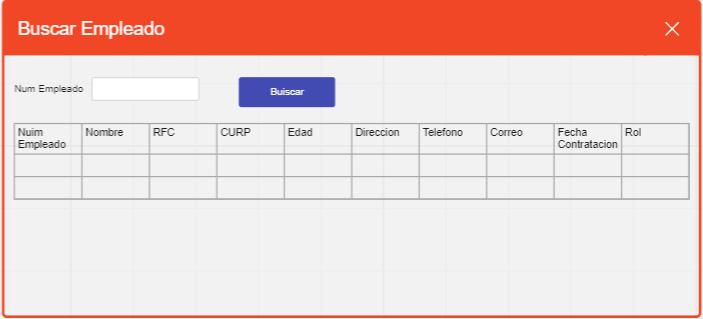 Buscar Empleado
Num Empleado
Buiscar
Nuim Empleado Nombre RFC CURP Edad Direccion Telefono Correo Fecha Contratacion Rol